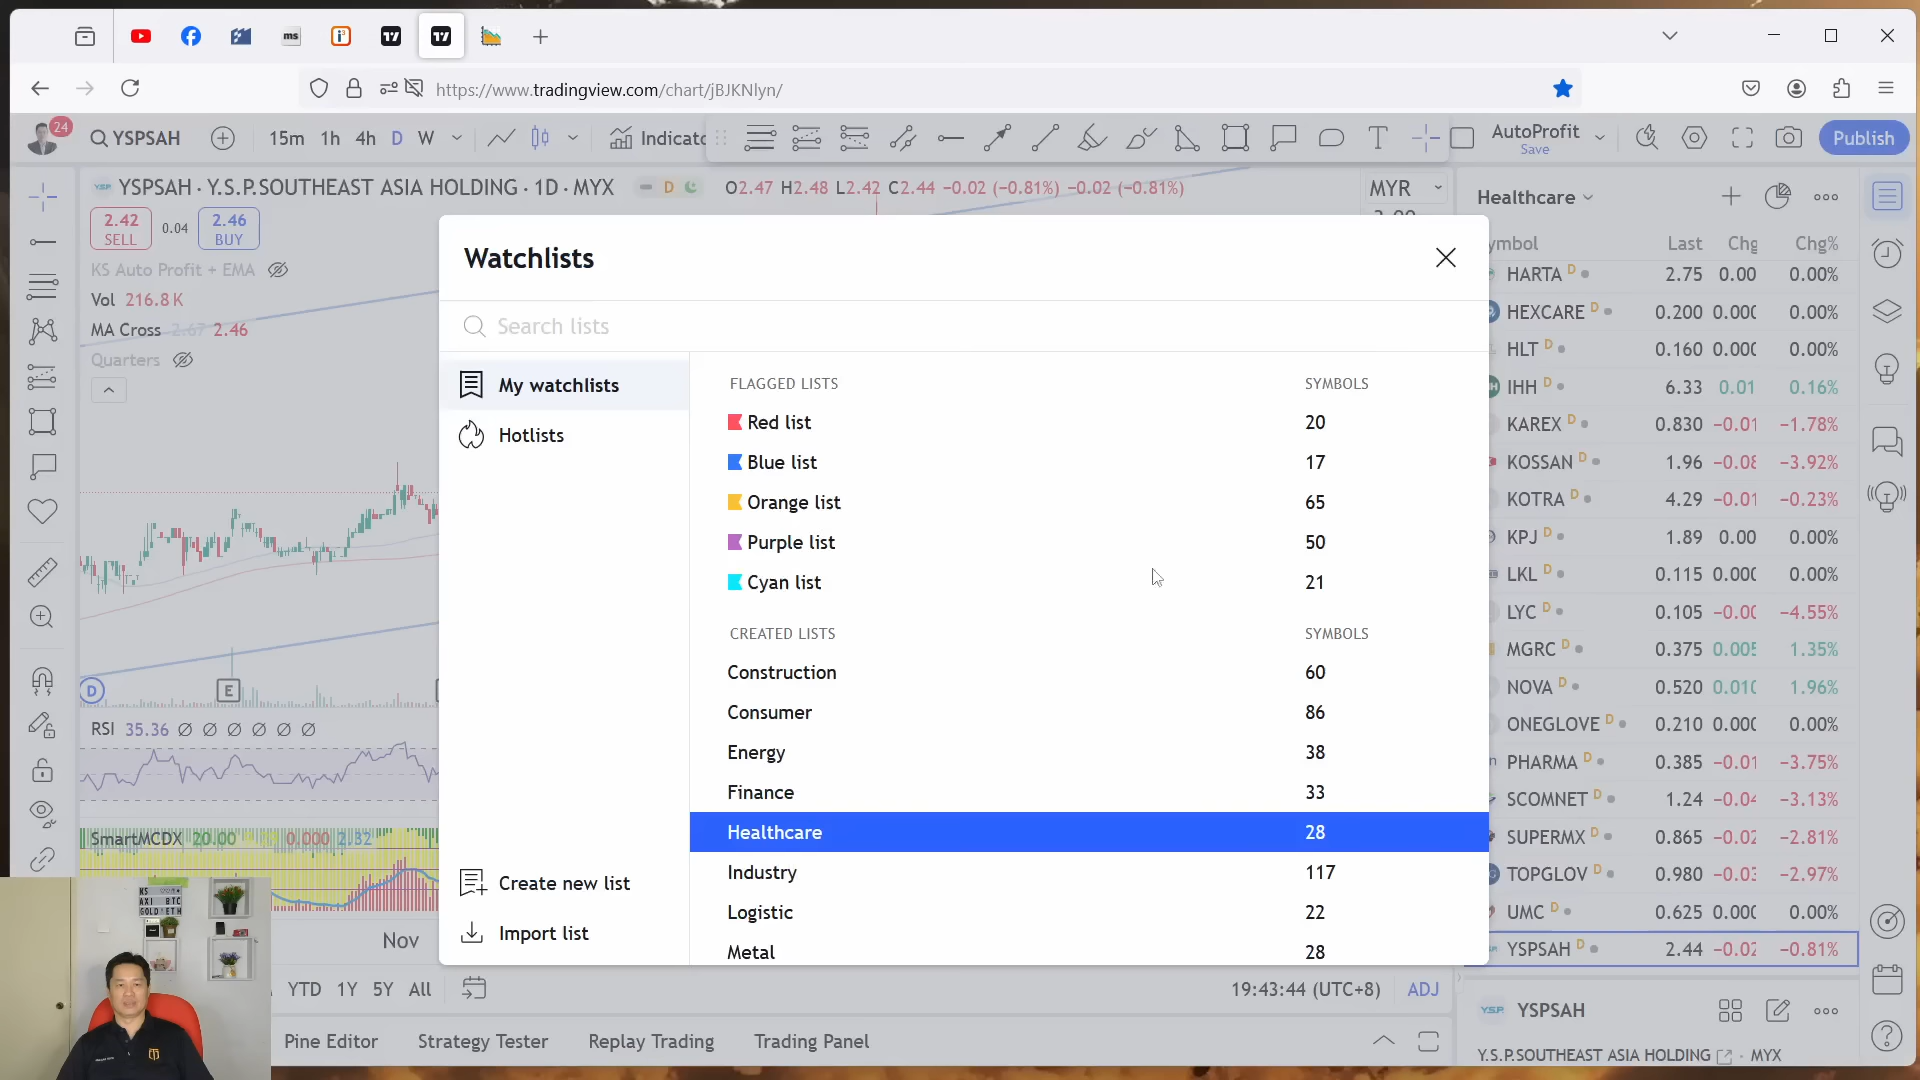 ms
https://www.tradingview.com/chart/jBJKNlyn/
24
YSPSAH
15m 1h 4h D W
Indicato
AutoProfit
Save
Publish
YSPSAH · Y.S.P.SOUTHEAST ASIA HOLDING · 1D · MYX
D
O2.47 H2.48 L2.42 C2.44 −0.02 (−0.81%) −0.02 (−0.81%)
MYR
2.42
SELL
0.04
2.46
BUY
KS Auto Profit + EMA
Vol 216.8 K
MA Cross 2.67 2.46
Quarters
D
E
RSI 35.36 ∅ ∅ ∅ ∅ ∅ ∅
SmartMCDX 20.00 0.000 2.32
Nov
YTD 1Y 5Y All
19:43:44 (UTC+8) ADJ
Pine Editor Strategy Tester Replay Trading Trading Panel
Watchlists
Search lists
My watchlists
Hotlists
Create new list
Import list
FLAGGED LISTS SYMBOLS
Red list 20
Blue list 17
Orange list 65
Purple list 50
Cyan list 21
CREATED LISTS SYMBOLS
Construction 60
Consumer 86
Energy 38
Finance 33
Healthcare 28
Industry 117
Logistic 22
Metal 28
Healthcare
ymbol Last Chg Chg%
HARTA D 2.75 0.00 0.00%
HEXCARE D 0.200 0.000 0.00%
HLT D 0.160 0.000 0.00%
IHH D 6.33 0.01 0.16%
KAREX D 0.830 −0.01 −1.78%
KOSSAN D 1.96 −0.08 −3.92%
KOTRA D 4.29 −0.01 −0.23%
KPJ D 1.89 0.00 0.00%
LKL D 0.115 0.000 0.00%
LYC D 0.105 −0.00 −4.55%
MGRC D 0.375 0.005 1.35%
NOVA D 0.520 0.010 1.96%
ONEGLOVE D 0.210 0.000 0.00%
PHARMA D 0.385 −0.01 −3.75%
SCOMNET D 1.24 −0.04 −3.13%
SUPERMX D 0.865 −0.02 −2.81%
TOPGLOV D 0.980 −0.03 −2.97%
UMC D 0.625 0.000 0.00%
YSPSAH D 2.44 −0.02 −0.81%
Y.S.P. YSPSAH
Y.S.P.SOUTHEAST ASIA HOLDING · MYX
KS
AXI BTC
GOLD ETH